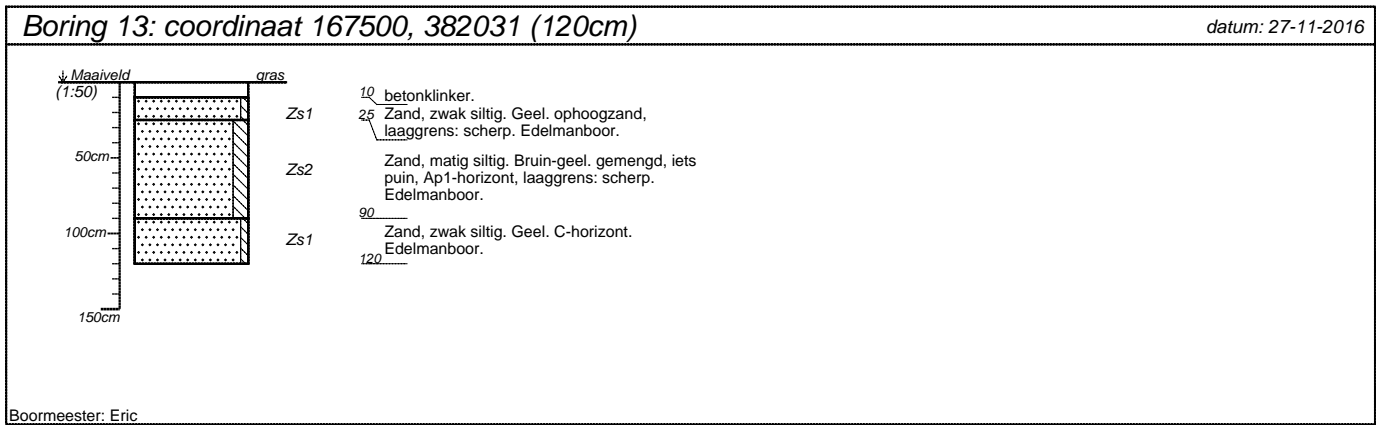 Boring 13: coordinaat 167500, 382031 (120cm)
datum: 27-11-2016
Maaiveld
gras
(1:50)
10 betonklinker.
Zs1
25 Zand, zwak siltig. Geel. ophoogzand,
laaggrens: scherp. Edelmanboor.
50cm
Zs2
Zand, matig siltig. Bruin-geel. gemengd, iets
puin, Ap1-horizont, laaggrens: scherp.
Edelmanboor.
90
100cm
Zs1
Zand, zwak siltig. Geel. C-horizont.
Edelmanboor.
120
150cm
Boormeester: Eric